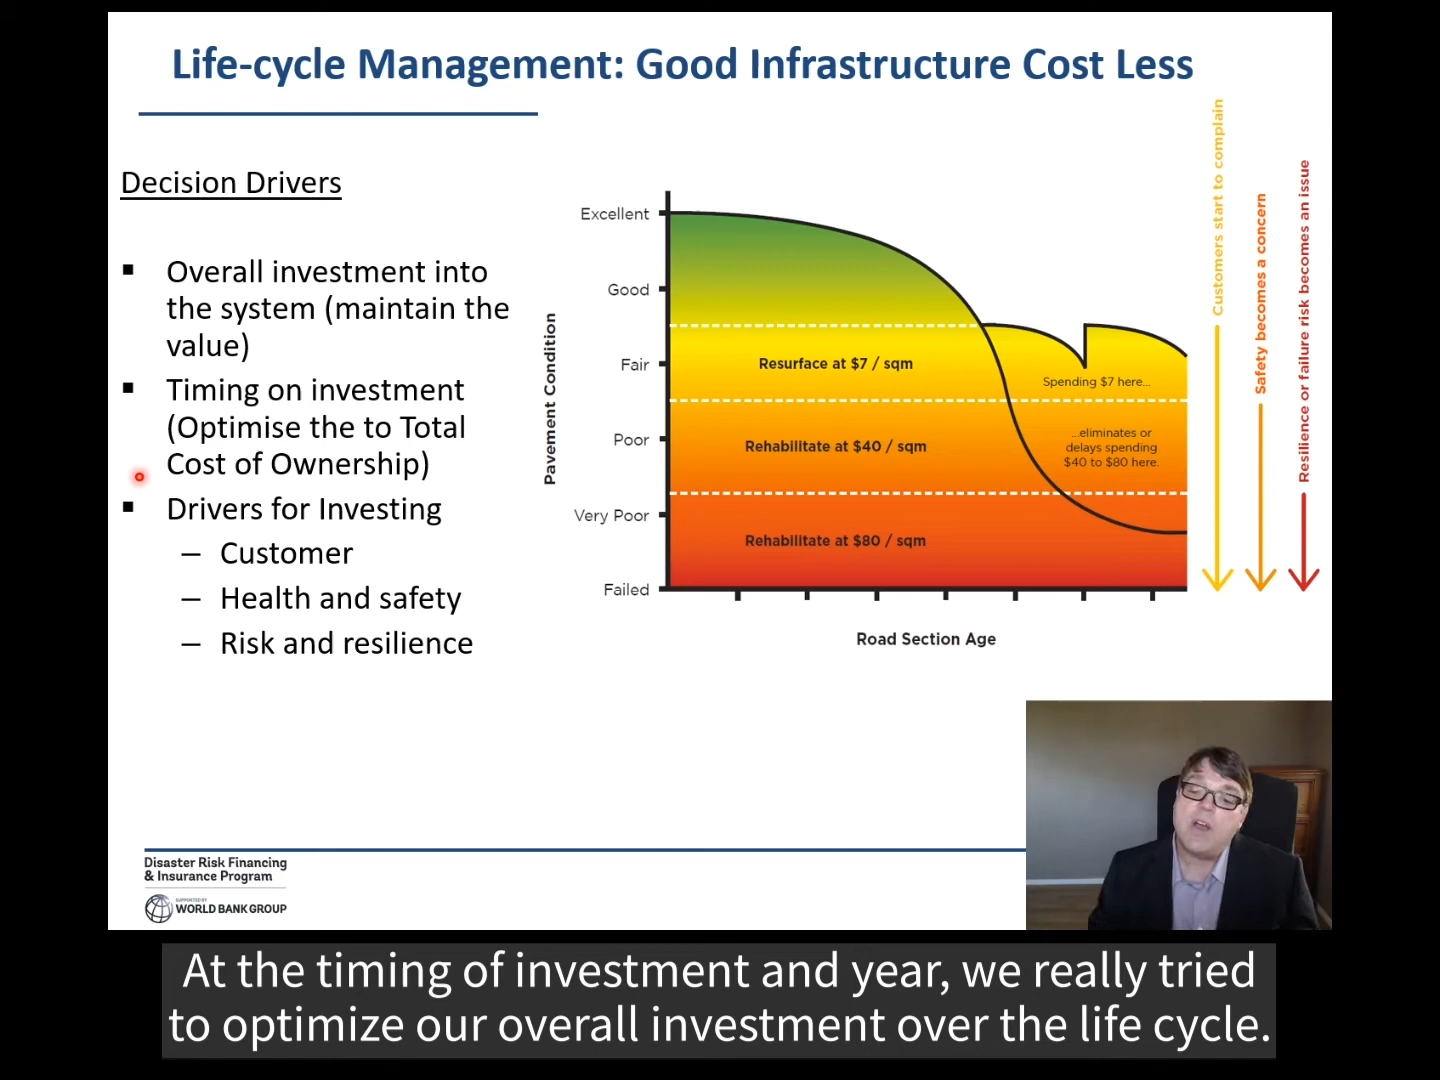 Life-cycle Management: Good Infrastructure Cost Less
Decision Drivers
▪ Overall investment into
the system (maintain the
value)
▪ Timing on investment
(Optimise the to Total
Cost of Ownership)
▪ Drivers for Investing
– Customer
– Health and safety
– Risk and resilience
Pavement Condition
Excellent
Good
Fair
Poor
Very Poor
Failed
Resurface at $7 / sqm
Rehabilitate at $40 / sqm
Rehabilitate at $80 / sqm
Spending $7 here...
...eliminates or
delays spending
$40 to $80 here.
Road Section Age
Customers start to complain
Safety becomes a concern
Resilience or failure risk becomes an issue
Disaster Risk Financing
& Insurance Program
SUPPORTED BY
WORLD BANK GROUP
At the timing of investment and year, we really tried
to optimize our overall investment over the life cycle.